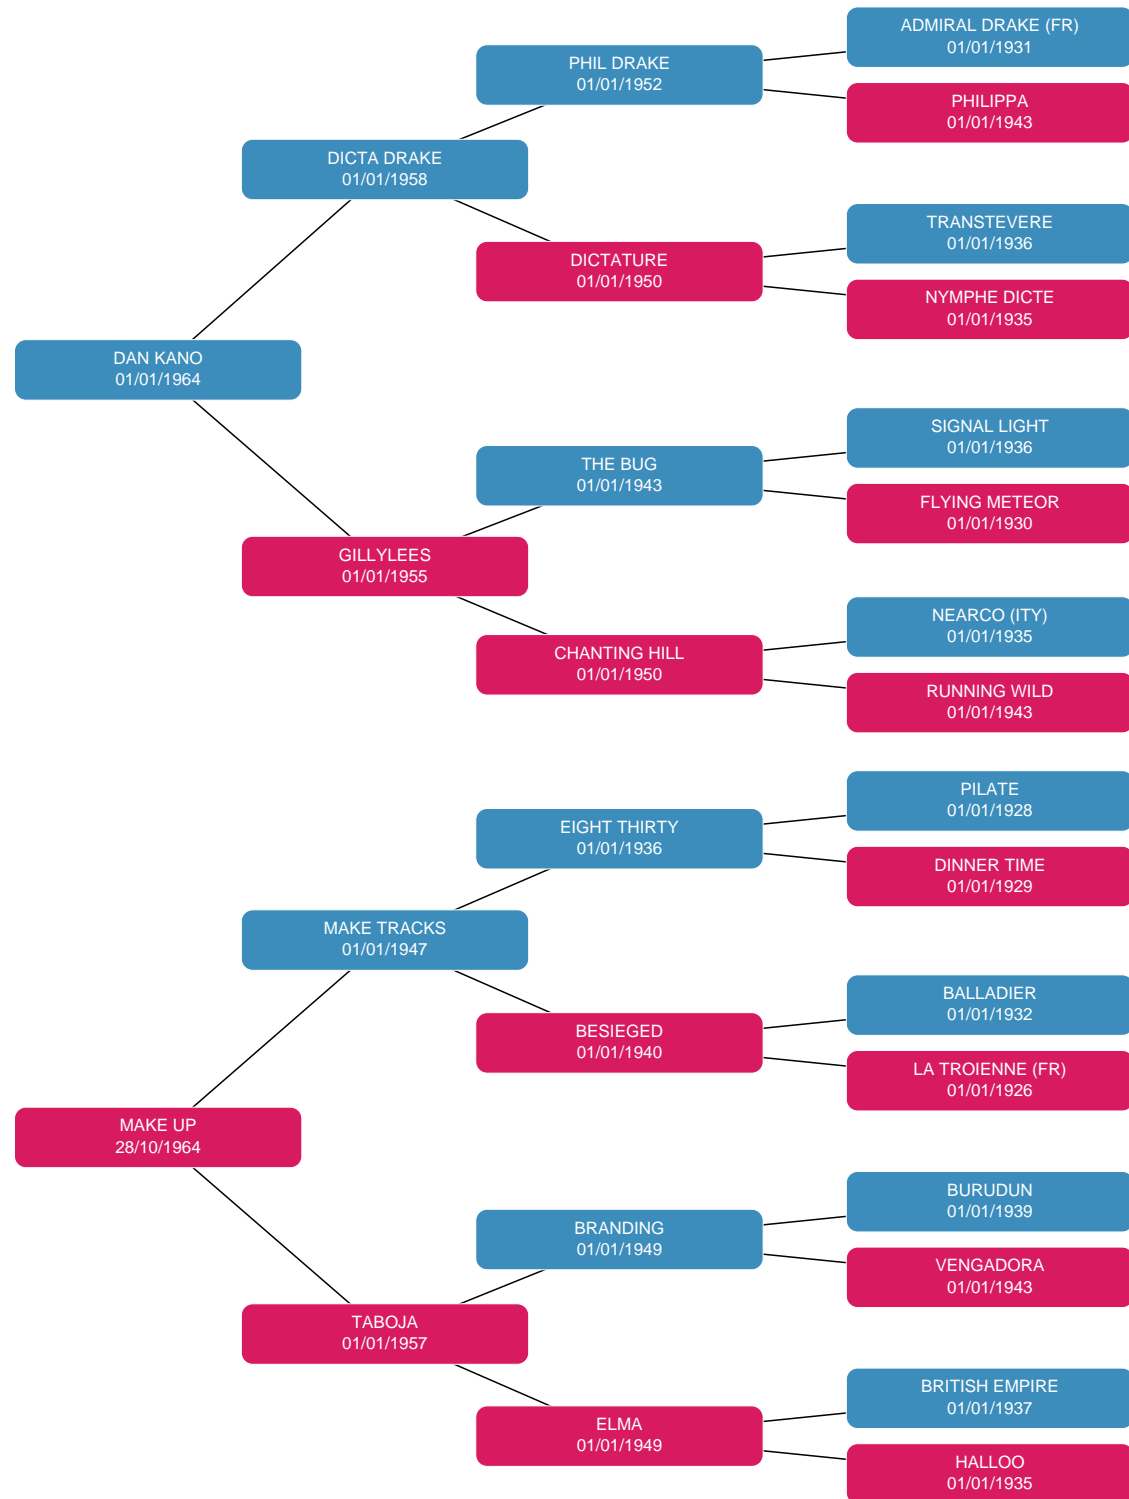 ADMIRAL DRAKE (FR)
01/01/1931
PHIL DRAKE
01/01/1952
PHILIPPA
01/01/1943
DICTA DRAKE
01/01/1958
TRANSTEVERE
01/01/1936
DICTATURE
01/01/1950
NYMPHE DICTE
01/01/1935
DAN KANO
01/01/1964
SIGNAL LIGHT
01/01/1936
THE BUG
01/01/1943
FLYING METEOR
01/01/1930
GILLYLEES
01/01/1955
NEARCO (ITY)
01/01/1935
CHANTING HILL
01/01/1950
RUNNING WILD
01/01/1943
PILATE
01/01/1928
EIGHT THIRTY
01/01/1936
DINNER TIME
01/01/1929
MAKE TRACKS
01/01/1947
BALLADIER
01/01/1932
BESIEGED
01/01/1940
LA TROIENNE (FR)
01/01/1926
MAKE UP
28/10/1964
BURUDUN
01/01/1939
BRANDING
01/01/1949
VENGADORA
01/01/1943
TABOJA
01/01/1957
BRITISH EMPIRE
01/01/1937
ELMA
01/01/1949
HALLOO
01/01/1935